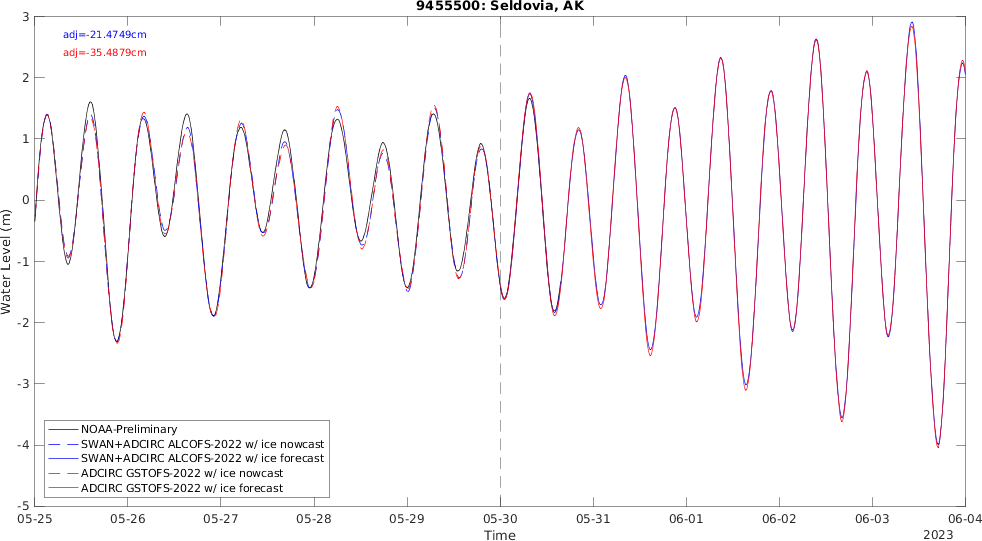 9455500: Seldovia, AK
adj=-21.4749cm
adj=-35.4879cm
3
2
1
0
-1
-2
-3
-4
-5
Water Level (m)
NOAA-Preliminary
SWAN+ADCIRC ALCOFS-2022 w/ ice nowcast
SWAN+ADCIRC ALCOFS-2022 w/ ice forecast
ADCIRC GSTOFS-2022 w/ ice nowcast
ADCIRC GSTOFS-2022 w/ ice forecast
05-25 05-26 05-27 05-28 05-29 05-30 05-31 06-01 06-02 06-03 06-04
Time
2023